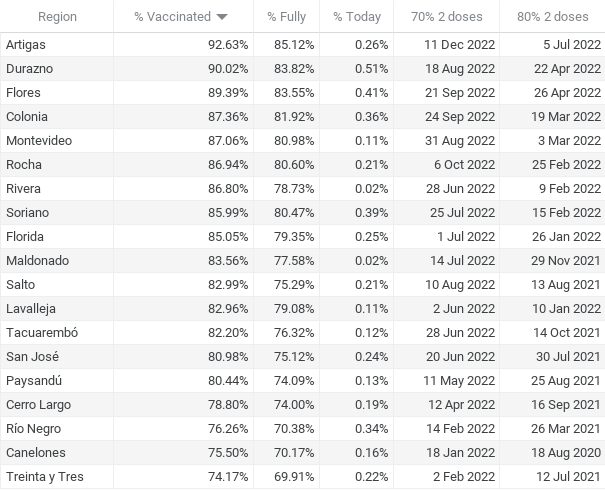 Region % Vaccinated % Fully % Today 70% 2 doses 80% 2 doses
Artigas 92.63% 85.12% 0.26% 11 Dec 2022 5 Jul 2022
Durazno 90.02% 83.82% 0.51% 18 Aug 2022 22 Apr 2022
Flores 89.39% 83.55% 0.41% 21 Sep 2022 26 Apr 2022
Colonia 87.36% 81.92% 0.36% 24 Sep 2022 19 Mar 2022
Montevideo 87.06% 80.98% 0.11% 31 Aug 2022 3 Mar 2022
Rocha 86.94% 80.60% 0.21% 6 Oct 2022 25 Feb 2022
Rivera 86.80% 78.73% 0.02% 28 Jun 2022 9 Feb 2022
Soriano 85.99% 80.47% 0.39% 25 Jul 2022 15 Feb 2022
Florida 85.05% 79.35% 0.25% 1 Jul 2022 26 Jan 2022
Maldonado 83.56% 77.58% 0.02% 14 Jul 2022 29 Nov 2021
Salto 82.99% 75.29% 0.21% 10 Aug 2022 13 Aug 2021
Lavalleja 82.96% 79.08% 0.11% 2 Jun 2022 10 Jan 2022
Tacuarembó 82.20% 76.32% 0.12% 28 Jun 2022 14 Oct 2021
San José 80.98% 75.12% 0.24% 20 Jun 2022 30 Jul 2021
Paysandú 80.44% 74.09% 0.13% 11 May 2022 25 Aug 2021
Cerro Largo 78.80% 74.00% 0.19% 12 Apr 2022 16 Sep 2021
Río Negro 76.26% 70.38% 0.34% 14 Feb 2022 26 Mar 2021
Canelones 75.50% 70.17% 0.16% 18 Jan 2022 18 Aug 2020
Treinta y Tres 74.17% 69.91% 0.22% 2 Feb 2022 12 Jul 2021